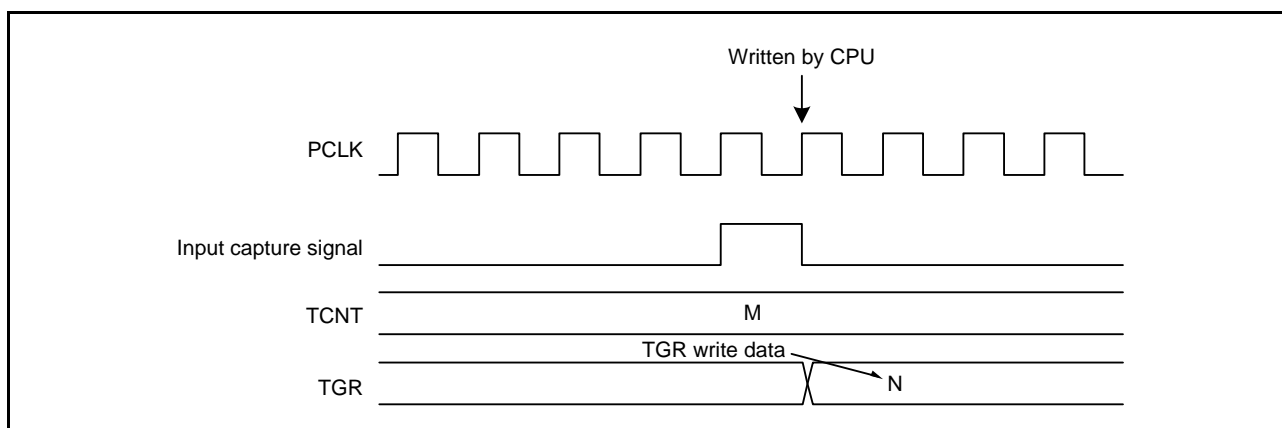 Written by CPU
PCLK
Input capture signal
TCNT
M
TGR write data
TGR
N